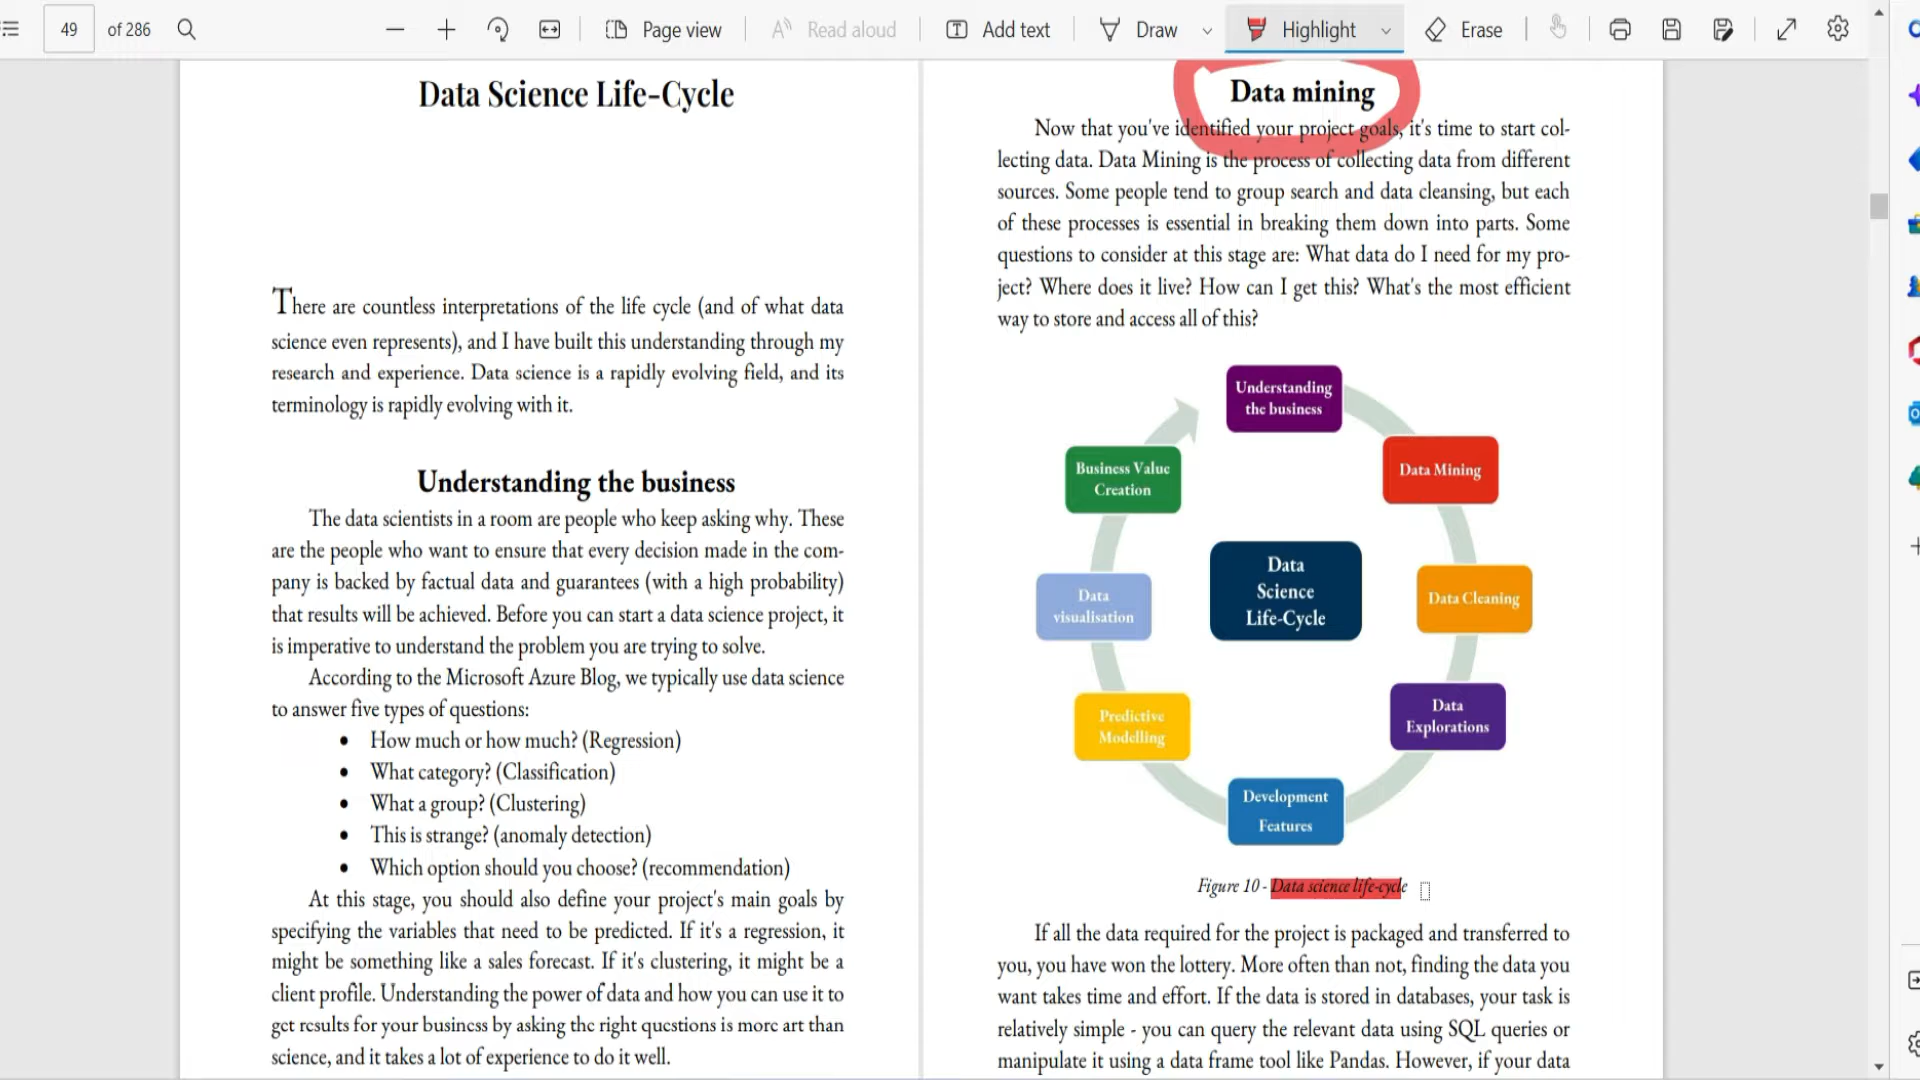 49 of 286
Page view
Read aloud
Add text
Draw
Highlight
Erase
Data Science Life-Cycle
There are countless interpretations of the life cycle (and of what data
science even represents), and I have built this understanding through my
research and experience. Data science is a rapidly evolving field, and its
terminology is rapidly evolving with it.
Understanding the business
The data scientists in a room are people who keep asking why. These
are the people who want to ensure that every decision made in the com-
pany is backed by factual data and guarantees (with a high probability)
that results will be achieved. Before you can start a data science project, it
is imperative to understand the problem you are trying to solve.
According to the Microsoft Azure Blog, we typically use data science
to answer five types of questions:
• How much or how much? (Regression)
• What category? (Classification)
• What a group? (Clustering)
• This is strange? (anomaly detection)
• Which option should you choose? (recommendation)
At this stage, you should also define your project's main goals by
specifying the variables that need to be predicted. If it's a regression, it
might be something like a sales forecast. If it's clustering, it might be a
client profile. Understanding the power of data and how you can use it to
get results for your business by asking the right questions is more art than
science, and it takes a lot of experience to do it well.
Data mining
Now that you've identified your project goals, it's time to start col-
lecting data. Data Mining is the process of collecting data from different
sources. Some people tend to group search and data cleansing, but each
of these processes is essential in breaking them down into parts. Some
questions to consider at this stage are: What data do I need for my pro-
ject? Where does it live? How can I get this? What's the most efficient
way to store and access all of this?
Understanding
the business
Data Mining
Data Cleaning
Data
Explorations
Development
Features
Predictive
Modelling
Data
visualisation
Business Value
Creation
Data
Science
Life-Cycle
Figure 10 - Data science life-cycle
If all the data required for the project is packaged and transferred to
you, you have won the lottery. More often than not, finding the data you
want takes time and effort. If the data is stored in databases, your task is
relatively simple - you can query the relevant data using SQL queries or
manipulate it using a data frame tool like Pandas. However, if your data